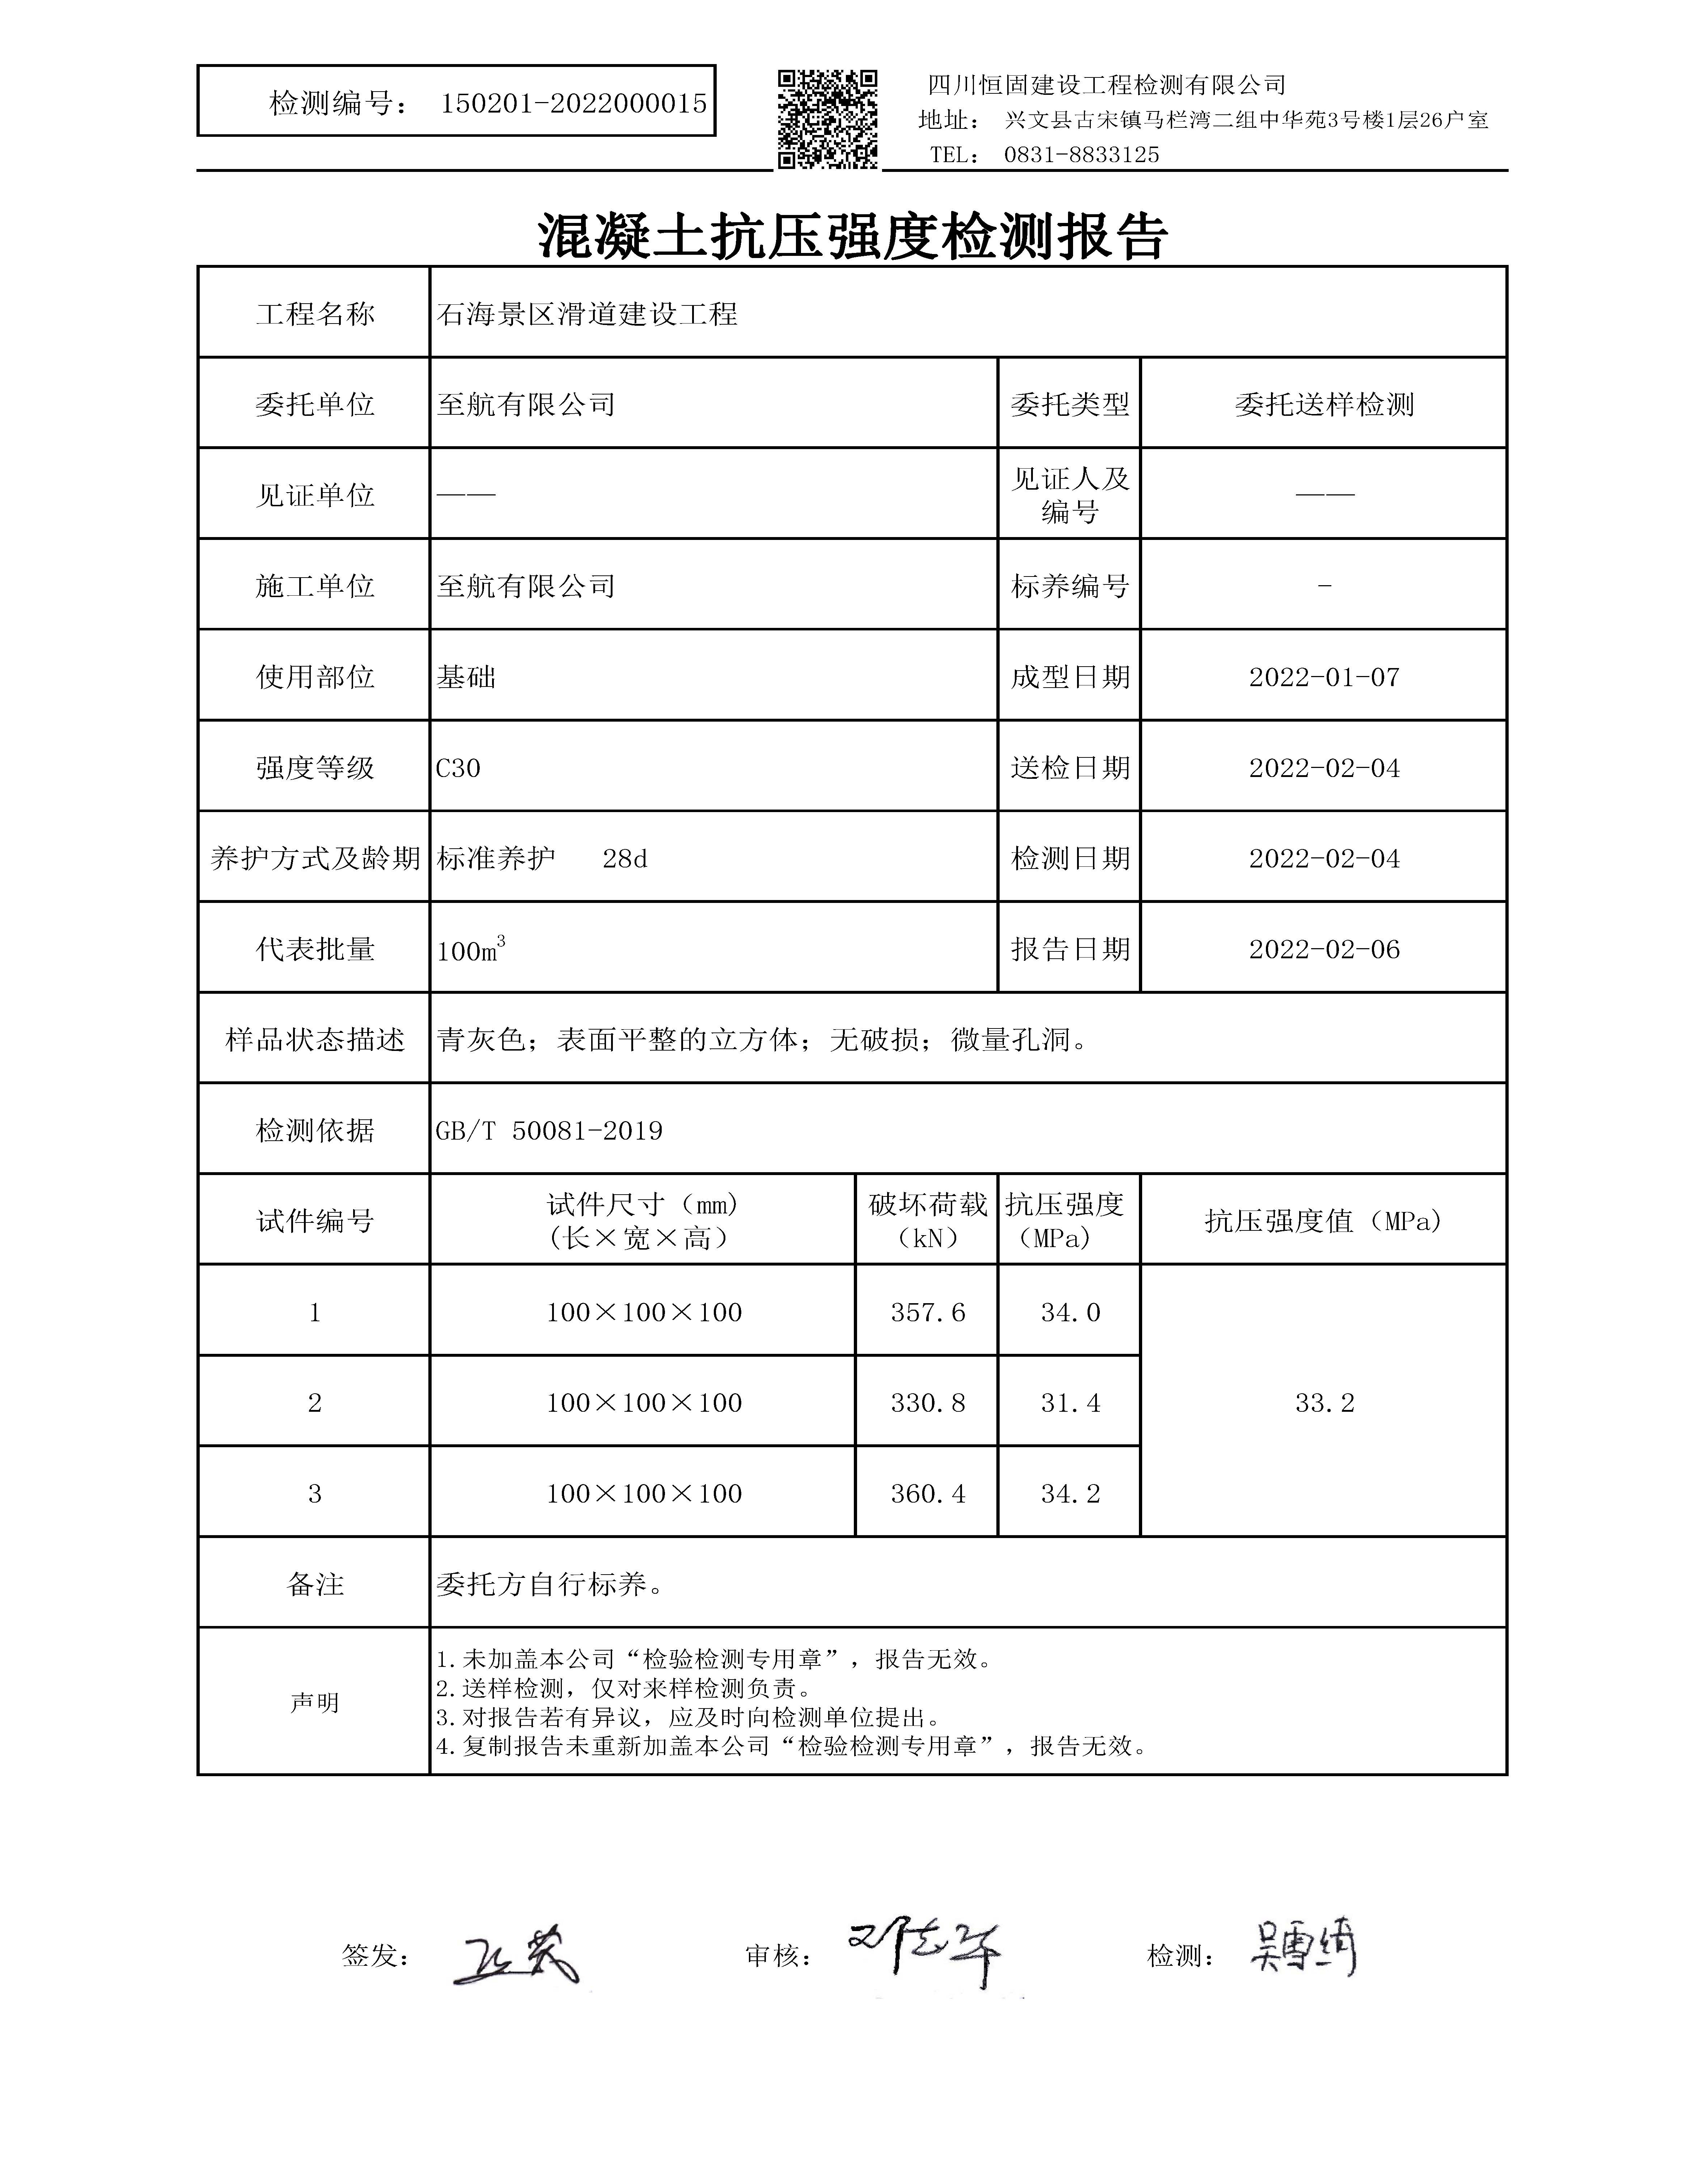 检测编号： 150201-2022000015
四川恒固建设工程检测有限公司
地址： 兴文县古宋镇马栏湾二组中华苑3号楼1层26户室
TEL： 0831-8833125
混凝土抗压强度检测报告
工程名称 石海景区滑道建设工程
委托单位 至航有限公司 委托类型 委托送样检测
见证单位 —— 见证人及编号 ——
施工单位 至航有限公司 标养编号 -
使用部位 基础 成型日期 2022-01-07
强度等级 C30 送检日期 2022-02-04
养护方式及龄期 标准养护 28d 检测日期 2022-02-04
代表批量 100m³ 报告日期 2022-02-06
样品状态描述 青灰色；表面平整的立方体；无破损；微量孔洞。
检测依据 GB/T 50081-2019
试件编号 试件尺寸（mm）(长×宽×高） 破坏荷载（kN） 抗压强度（MPa） 抗压强度值（MPa）
1 100×100×100 357.6 34.0
2 100×100×100 330.8 31.4 33.2
3 100×100×100 360.4 34.2
备注 委托方自行标养。
声明
1.未加盖本公司“检验检测专用章”，报告无效。
2.送样检测，仅对来样检测负责。
3.对报告若有异议，应及时向检测单位提出。
4.复制报告未重新加盖本公司“检验检测专用章”，报告无效。
签发： 审核： 检测： 吴雪绮